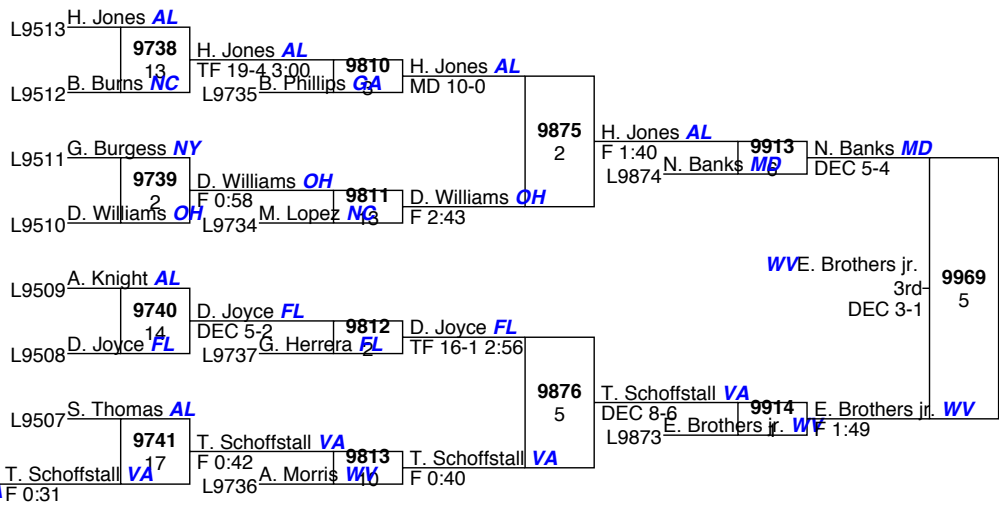 H. Jones AL
L9513
9738
13
B. Burns NC
L9512
H. Jones AL
TF 19-4 3:00
9810
3
B. Phillips GA
L9735
H. Jones AL
MD 10-0
G. Burgess NY
L9511
9739
2
D. Williams OH
L9510
D. Williams OH
F 0:58
9811
13
M. Lopez NC
L9734
D. Williams OH
F 2:43
9875
2
H. Jones AL
F 1:40
9913
6
N. Banks MD
L9874
N. Banks MD
DEC 5-4
A. Knight AL
L9509
9740
14
D. Joyce FL
L9508
D. Joyce FL
DEC 5-2
9812
2
G. Herrera FL
L9737
D. Joyce FL
TF 16-1 2:56
S. Thomas AL
L9507
9741
17
T. Schoffstall VA
F 0:31
T. Schoffstall VA
F 0:42
9813
10
A. Morris WV
L9736
T. Schoffstall VA
F 0:40
9876
5
T. Schoffstall VA
DEC 8-6
9914
1
E. Brothers jr. WV
L9873
E. Brothers jr. WV
F 1:49
WVE. Brothers jr.
3rd
DEC 3-1
9969
5